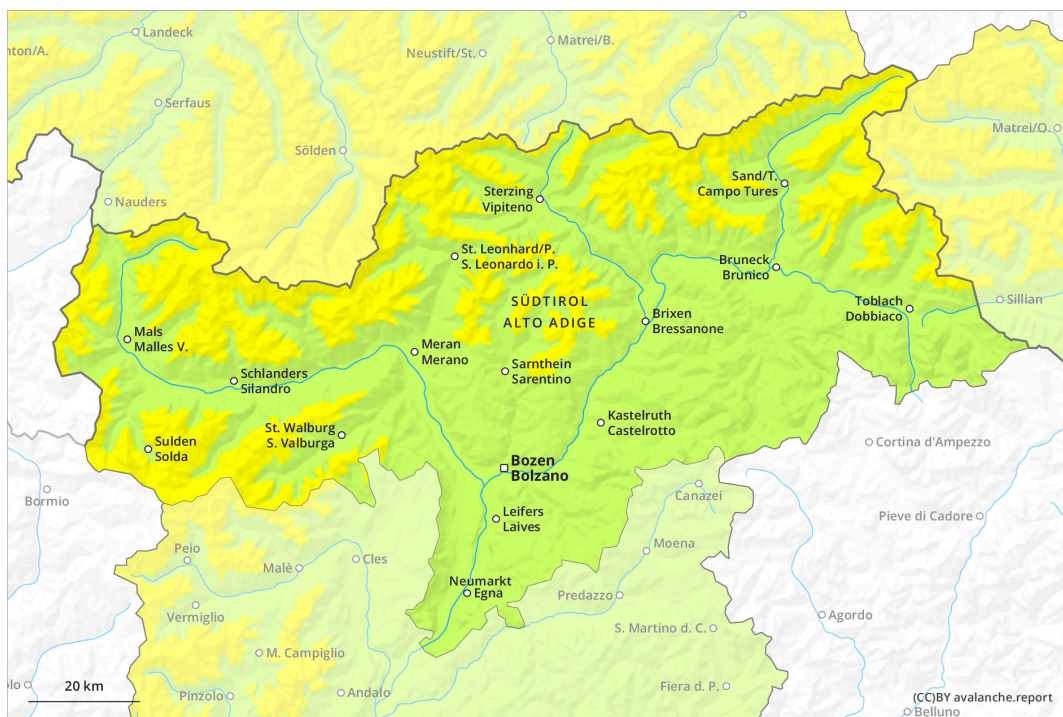 Landeck
nton/A.
Neustift/St.
Matrei/B.
Serfaus
Sölden
Matrei/O.
Nauders
Sand/T.
Campo Tures
Sterzing
Vipiteno
St. Leonhard/P.
S. Leonardo i. P.
Bruneck
Brunico
SÜDTIROL
ALTO ADIGE
Toblach
Dobbiaco
Sillian
Brixen
Bressanone
Mals
Malles V.
Meran
Merano
Sarnthein
Sarentino
Schlanders
Silandro
Kastelruth
Castelrotto
St. Walburg
S. Valburga
Sulden
Solda
Cortina d'Ampezzo
Bozen
Bolzano
Bormio
Canazei
Leifers
Laives
Pieve di Cadore
Peio
Cles
Moena
Malè
Neumarkt
Egna
Predazzo
Vermiglio
Agordo
S. Martino d. C.
M. Campiglio
olo
20 km
Pinzolo
Andalo
Fiera d. P.
(CC)BY avalanche.report
Belluno